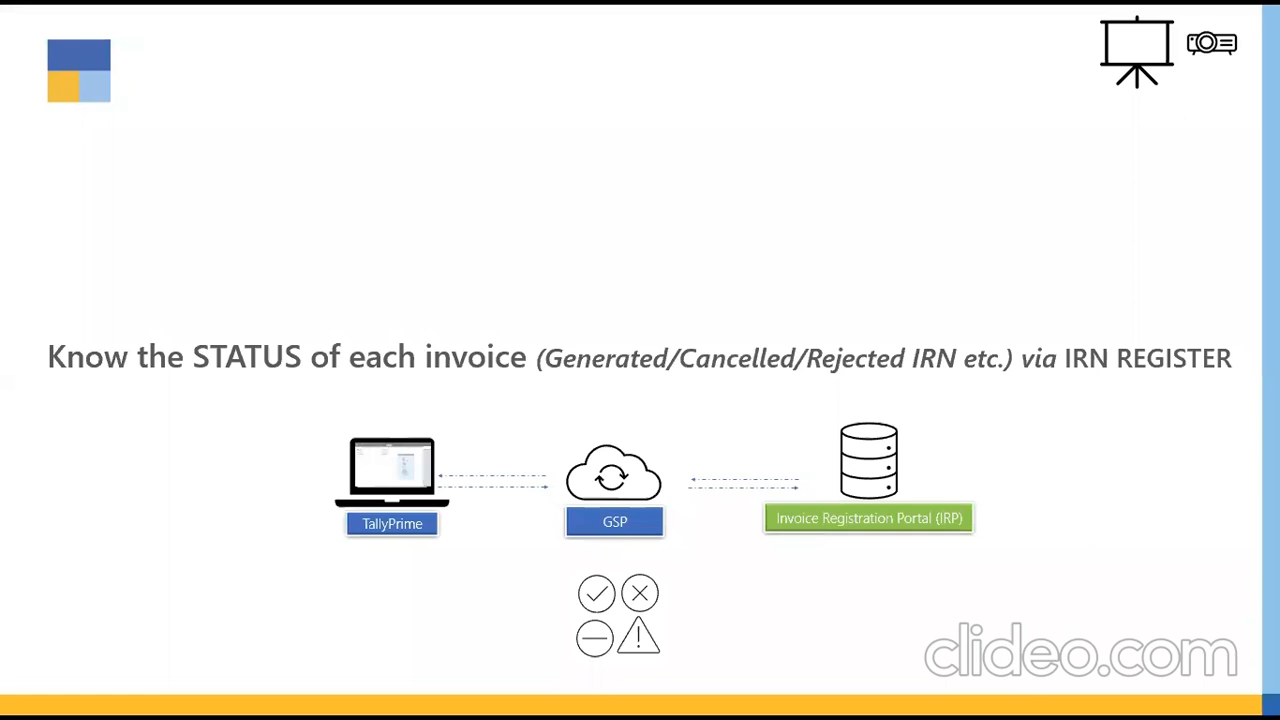 Know the STATUS of each invoice (Generated/Cancelled/Rejected IRN etc.) via IRN REGISTER
TallyPrime
GSP
Invoice Registration Portal (IRP)
clideo.com